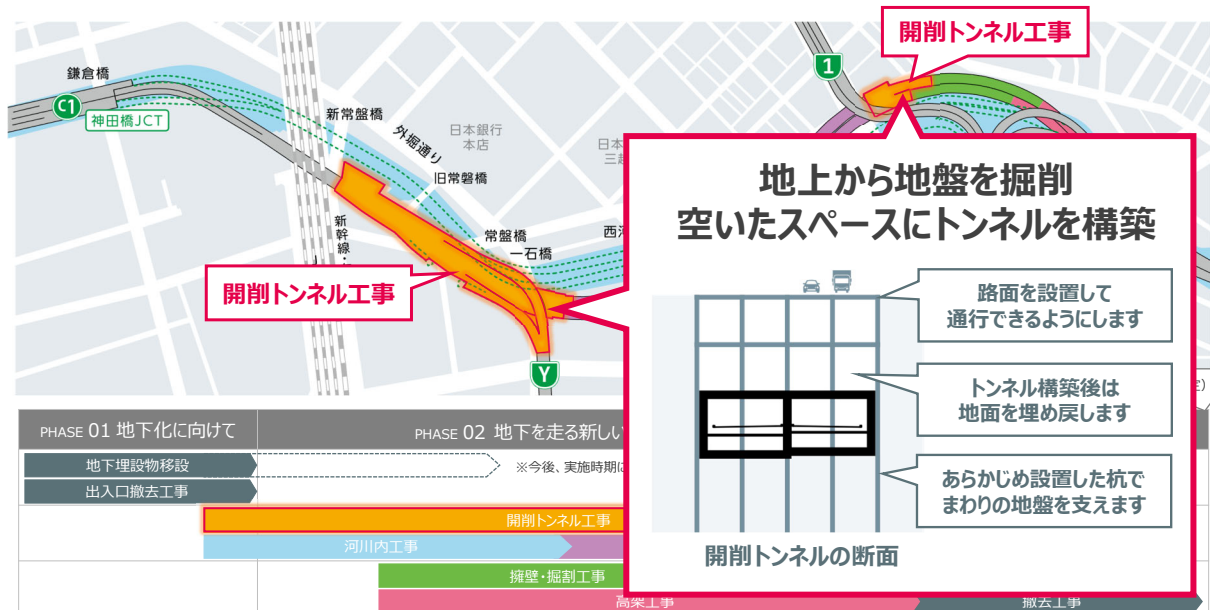 開削トンネル工事
1
鎌倉橋
C1
神田橋JCT
新常盤橋
外堀通り
日本銀行
本店
旧常磐橋
常盤橋
一石橋
新幹線・
開削トンネル工事
Y
地上から地盤を掘削
空いたスペースにトンネルを構築
路面を設置して
通行できるようにします
トンネル構築後は
地面を埋め戻します
あらかじめ設置した杭で
まわりの地盤を支えます
開削トンネルの断面
PHASE 01 地下化に向けて
PHASE 02 地下を走る新しい
地下埋設物移設
※今後、実施時期に
出入口撤去工事
開削トンネル工事
河川内工事
擁壁・掘割工事
高架工事
撤去工事